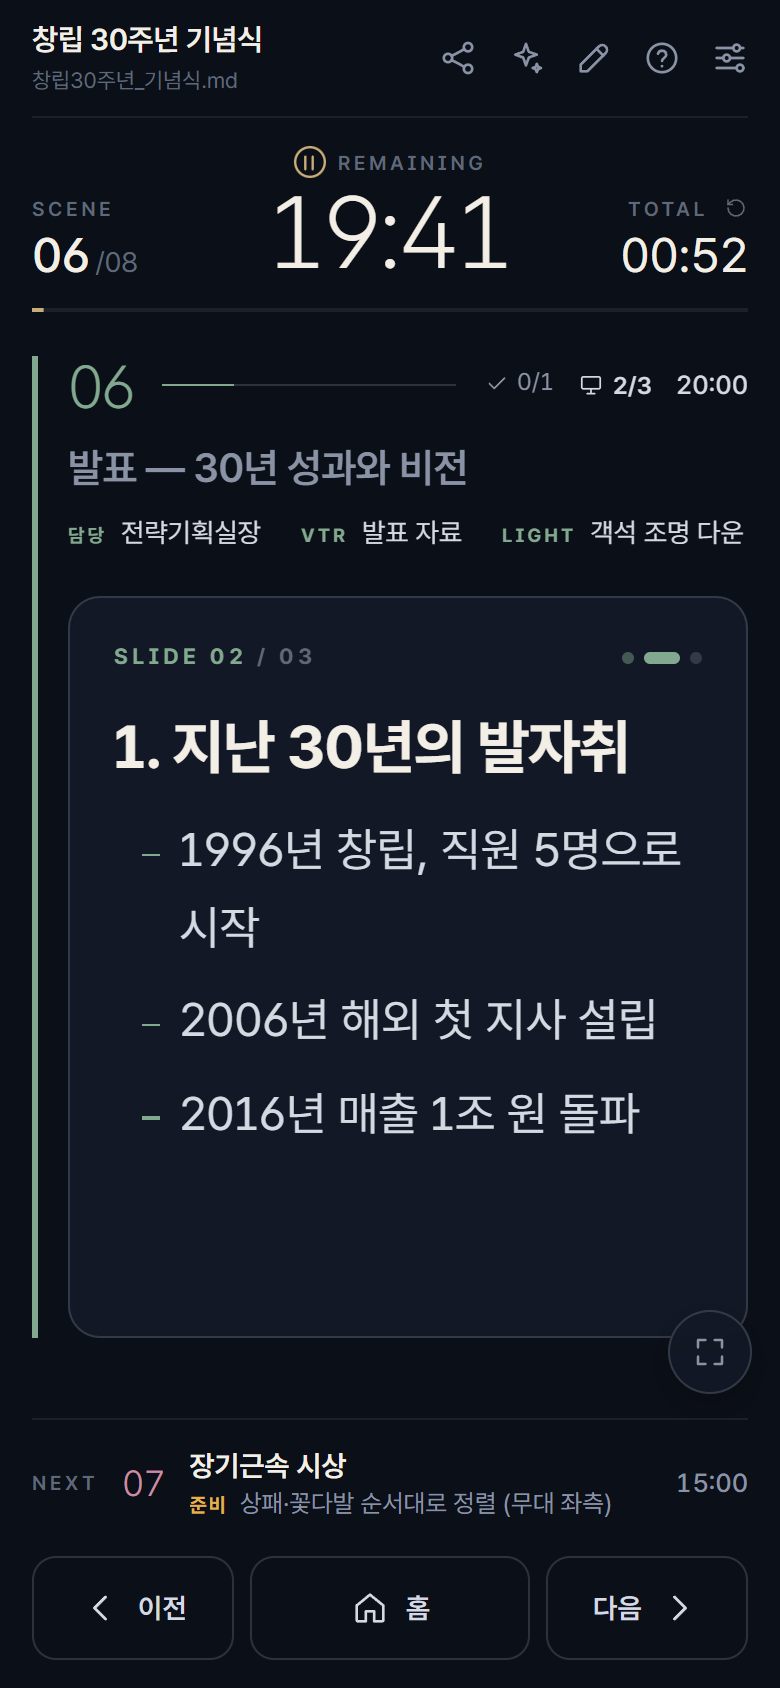 창립 30주년 기념식
창립30주년_기념식.md
REMAINING
SCENE
06 /08
19:41
TOTAL
00:52
06
0/1
2/3
20:00
발표 — 30년 성과와 비전
담당 전략기획실장 VTR 발표 자료 LIGHT 객석 조명 다운
SLIDE 02 / 03
1. 지난 30년의 발자취
– 1996년 창립, 직원 5명으로
시작
– 2006년 해외 첫 지사 설립
– 2016년 매출 1조 원 돌파
NEXT 07 장기근속 시상 15:00
준비 상패·꽃다발 순서대로 정렬 (무대 좌측)
이전
홈
다음